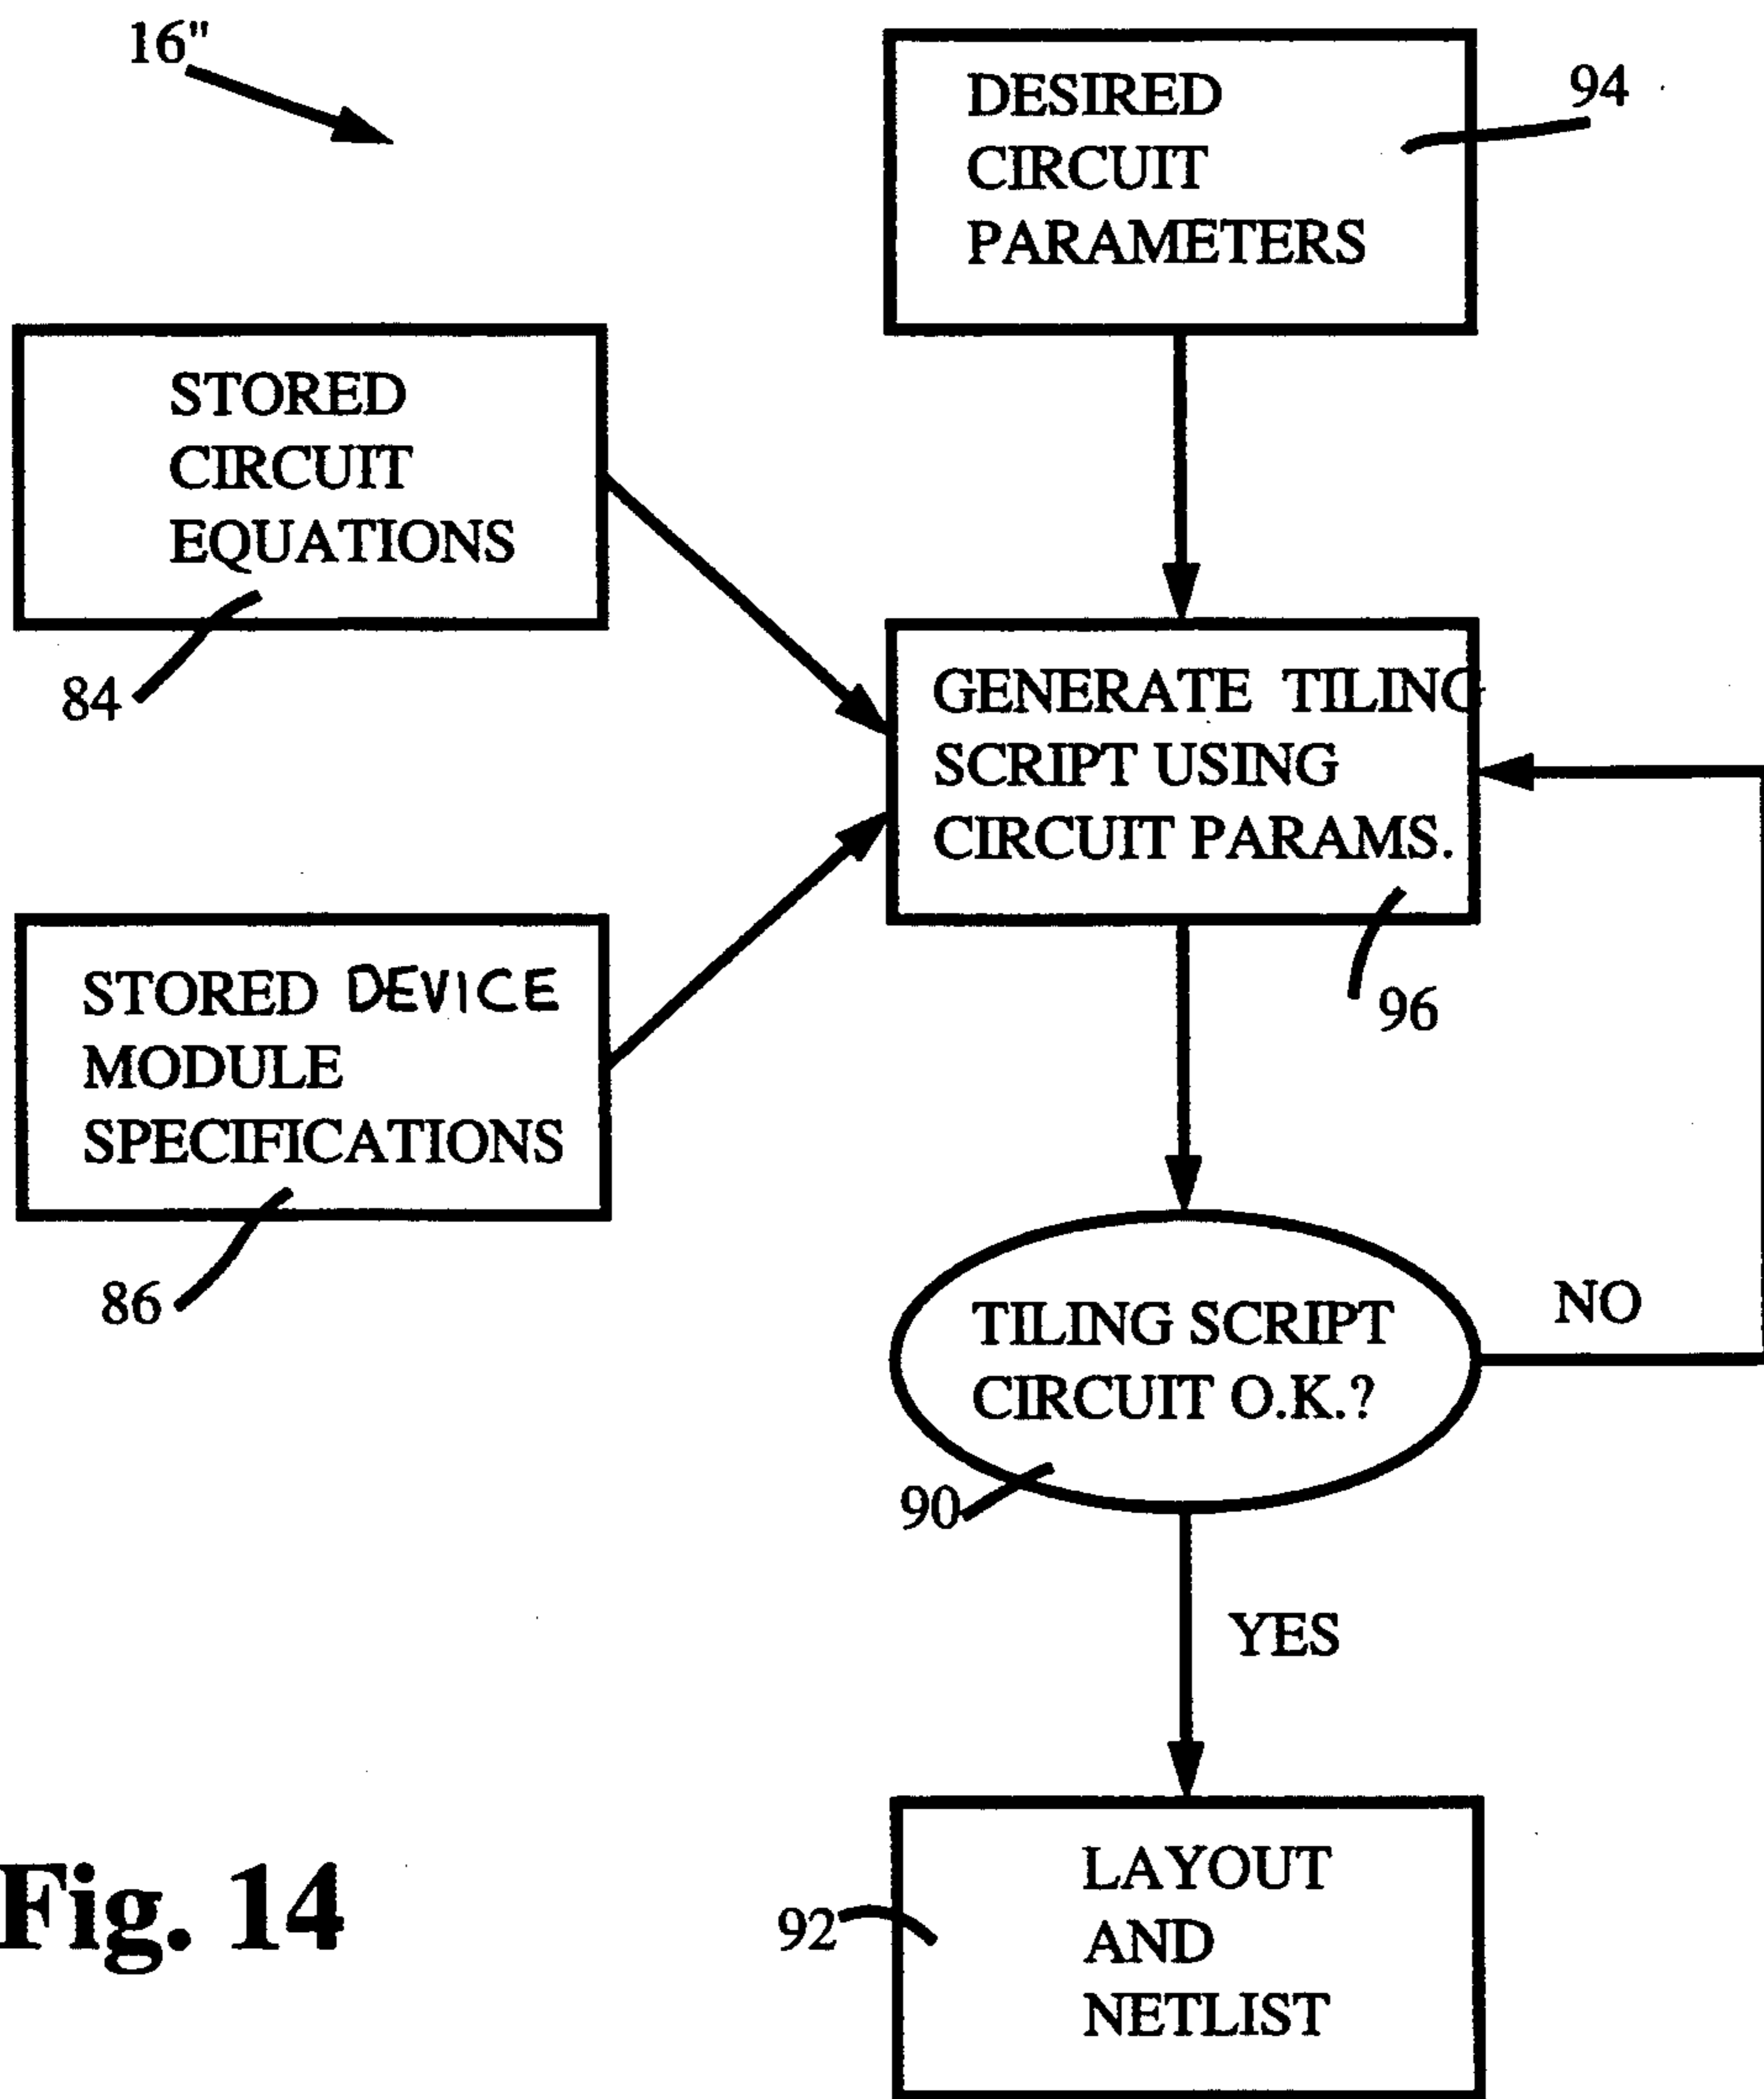 16"
DESIRED
CIRCUIT
PARAMETERS
94
STORED
CIRCUIT
EQUATIONS
84
GENERATE TILING
SCRIPT USING
CIRCUIT PARAMS.
96
STORED DEVICE
MODULE
SPECIFICATIONS
86
TILING SCRIPT
CIRCUIT O.K.?
90
NO
YES
LAYOUT
AND
NETLIST
92
Fig. 14